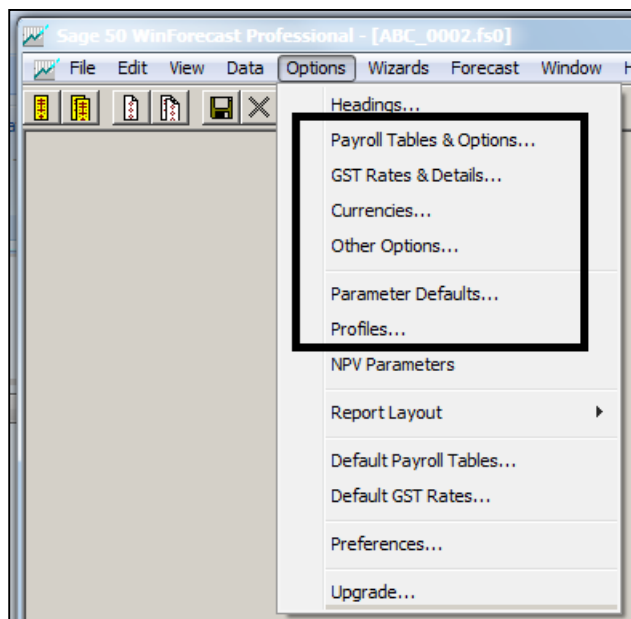 Sage 50 WinForecast Professional - [ABC_0002.fs0]
File Edit View Data Options Wizards Forecast Window H
Headings...
Payroll Tables & Options...
GST Rates & Details...
Currencies...
Other Options...
Parameter Defaults...
Profiles...
NPV Parameters
Report Layout
Default Payroll Tables...
Default GST Rates...
Preferences...
Upgrade...